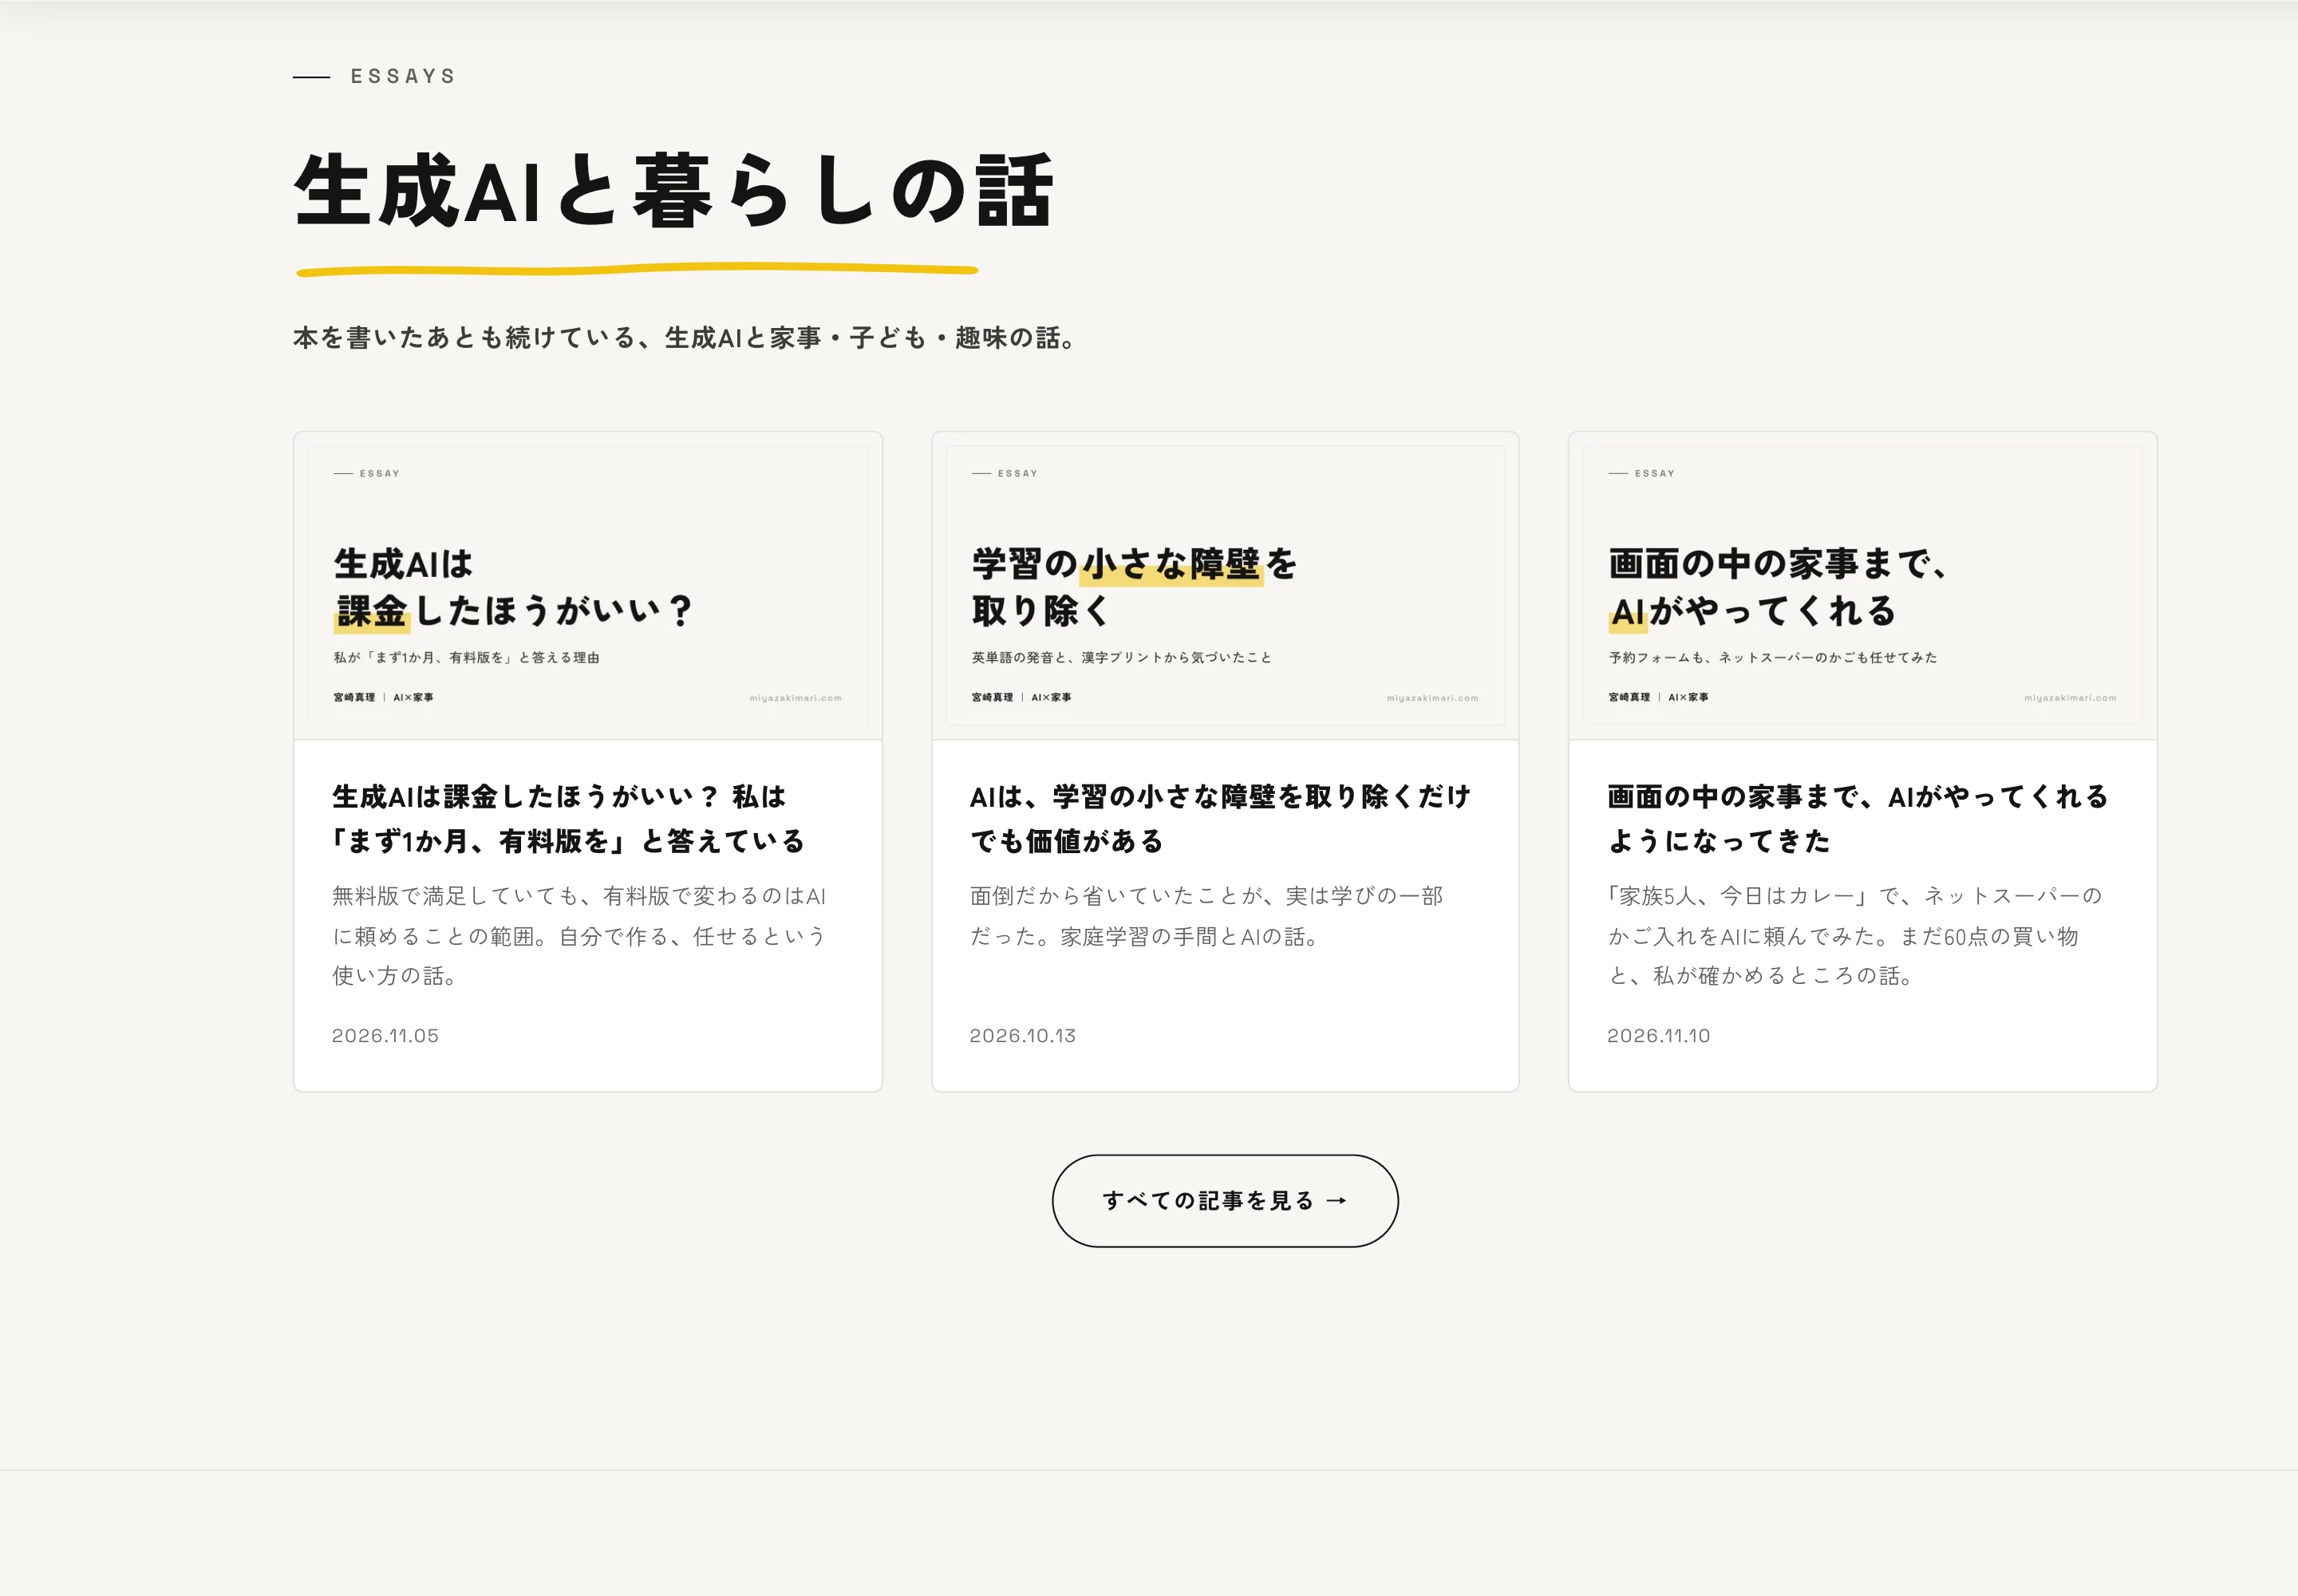 ESSAYS
生成AIと暮らしの話
本を書いたあとも続けている、生成AIと家事・子ども・趣味の話。
ESSAY
生成AIは
課金したほうがいい？
私が「まず1か月、有料版を」と答える理由
宮崎真理 | AI×家事
miyazakimari.com
生成AIは課金したほうがいい？ 私は
「まず1か月、有料版を」と答えている
無料版で満足していても、有料版で変わるのはAI
に頼めることの範囲。自分で作る、任せるという
使い方の話。
2026.11.05
ESSAY
学習の小さな障壁を
取り除く
英単語の発音と、漢字プリントから気づいたこと
宮崎真理 | AI×家事
miyazakimari.com
AIは、学習の小さな障壁を取り除くだけ
でも価値がある
面倒だから省いていたことが、実は学びの一部
だった。家庭学習の手間とAIの話。
2026.10.13
ESSAY
画面の中の家事まで、
AIがやってくれる
予約フォームも、ネットスーパーのかごも任せてみた
宮崎真理 | AI×家事
miyazakimari.com
画面の中の家事まで、AIがやってくれる
ようになってきた
「家族5人、今日はカレー」で、ネットスーパーの
かご入れをAIに頼んでみた。まだ60点の買い物
と、私が確かめるところの話。
2026.11.10
すべての記事を見る →